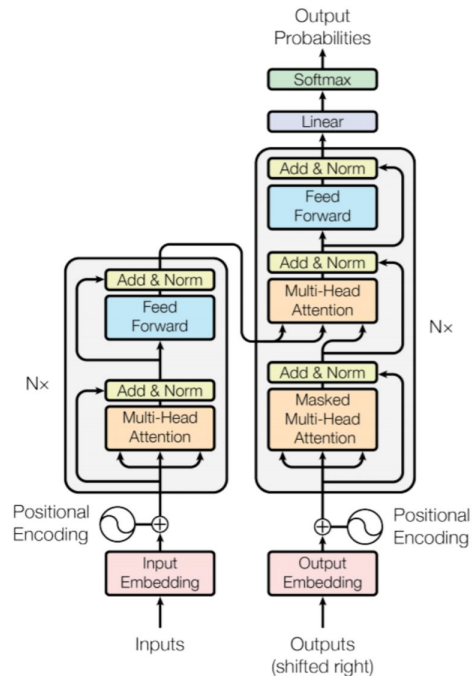 Output
Probabilities
Softmax
Linear
Add & Norm
Feed
Forward
Add & Norm
Multi-Head
Attention
Add & Norm
Masked
Multi-Head
Attention
N×
Add & Norm
Feed
Forward
N×
Add & Norm
Multi-Head
Attention
Positional
Encoding
Positional
Encoding
Input
Embedding
Output
Embedding
Inputs
Outputs
(shifted right)